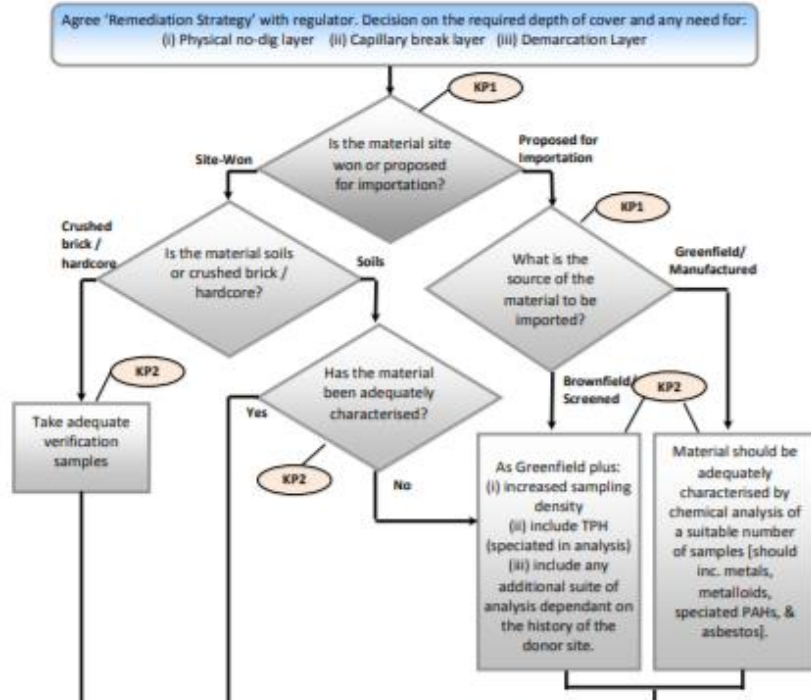 Agree 'Remediation Strategy' with regulator. Decision on the required depth of cover and any need for:
(i) Physical no-dig layer (ii) Capillary break layer (iii) Demarcation Layer
KP1
Is the material site
won or proposed
for importation?
Site-Won
Proposed for
Importation
KP1
Crushed
brick /
hardcore
Is the material soils
or crushed brick /
hardcore?
Soils
What is the
source of the
material to be
imported?
Greenfield/
Manufactured
KP2
Take adequate
verification
samples
Has the material
been adequately
characterised?
Yes
KP2
No
Brownfield/
Screened
KP2
As Greenfield plus:
(i) increased sampling
density
(ii) include TPH
(speciated in analysis)
(iii) include any
additional suite of
analysis dependant on
the history of the
donor site.
Material should be
adequately
characterised by
chemical analysis of
a suitable number
of samples [should
inc. metals,
metalloids,
speciated PAHs, &
asbestos].